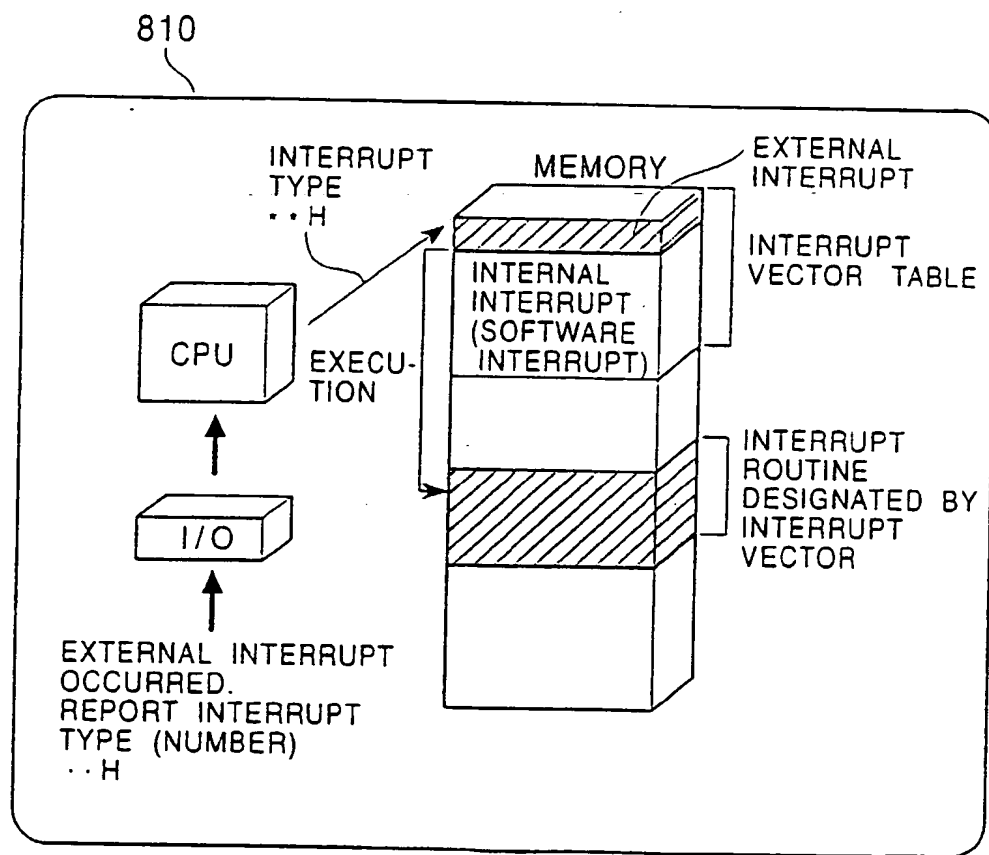 810
INTERRUPT
TYPE
**H
MEMORY
EXTERNAL
INTERRUPT
INTERRUPT
VECTOR TABLE
INTERNAL
INTERRUPT
(SOFTWARE
INTERRUPT)
CPU
EXECU-
TION
INTERRUPT
ROUTINE
DESIGNATED BY
INTERRUPT
VECTOR
I/O
EXTERNAL INTERRUPT
OCCURRED.
REPORT INTERRUPT
TYPE (NUMBER)
··H